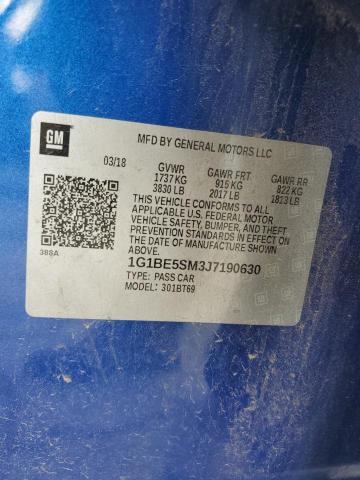 GM
MFD BY GENERAL MOTORS LLC
03/18 GVWR GAWR FRT GAWR RR
1737 KG 915 KG 822 KG
3830 LB 2017 LB 1813 LB
THIS VEHICLE CONFORMS TO ALL
APPLICABLE U.S. FEDERAL MOTOR
VEHICLE SAFETY, BUMPER, AND THEFT
PREVENTION STANDARDS IN EFFECT
ON THE DATE OF MANUFACTURE SHOWN
ABOVE.
388A
1G1BE5SM3J7190630
TYPE: PASS CAR
MODEL: 301BT69